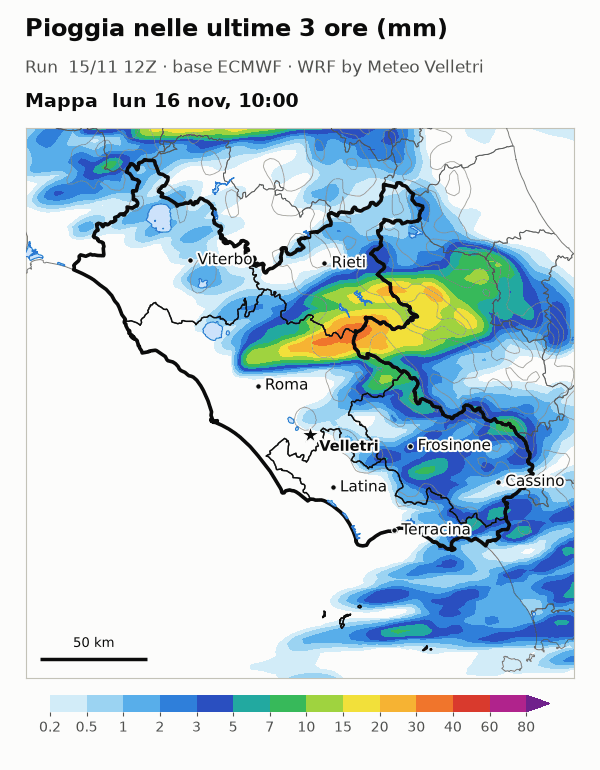 Pioggia nelle ultime 3 ore (mm)
Run  15/11 12Z · base ECMWF · WRF by Meteo Velletri
Mappa  lun 16 nov, 10:00
Viterbo
Rieti
Roma
Velletri
Frosinone
Latina
Cassino
Terracina
50 km
0.2 0.5 1 2 3 5 7 10 15 20 30 40 60 80